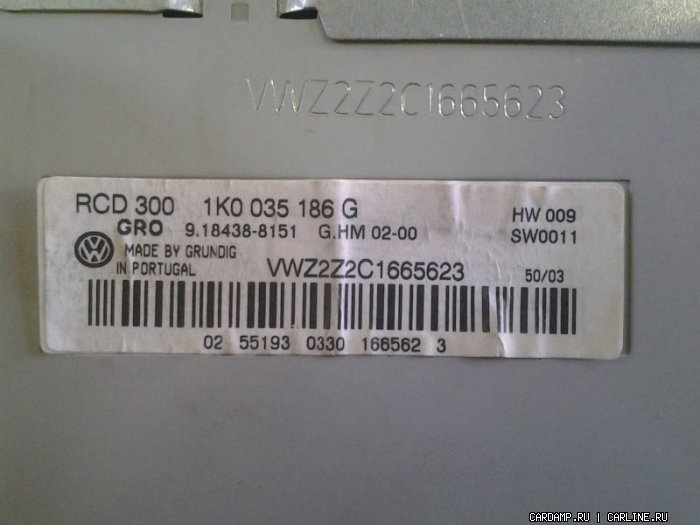 VWZ2Z2C1665623
RCD 300 1K0 035 186 G
GRO 9.18438-8151 G.HM 02-00
HW 009
SW0011
MADE BY GRUNDIG
IN PORTUGAL
VWZ2Z2C1665623
50/03
02 55193 0330 166562 3
CARDAMP.RU | CARLINE.RU